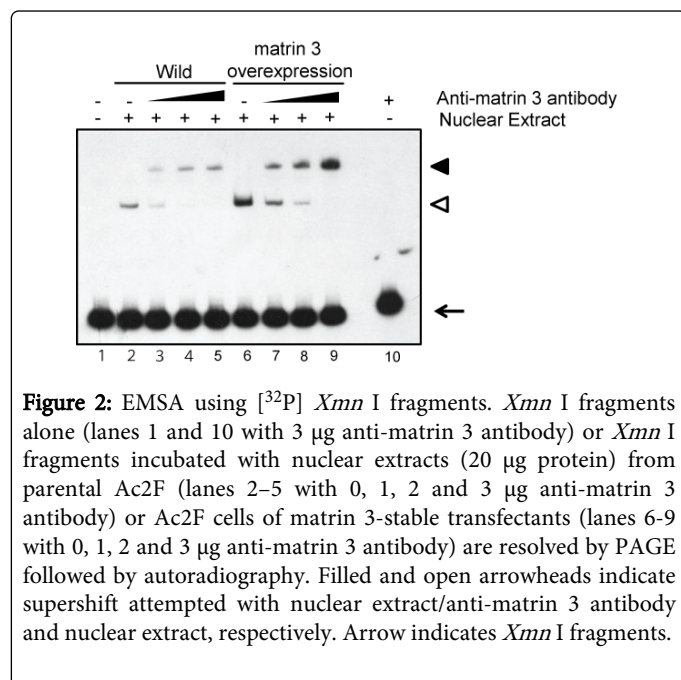 matrin 3
Wild overexpression
- - - + Anti-matrin 3 antibody
- + + + + + + + + - Nuclear Extract
1 2 3 4 5 6 7 8 9 10
Figure 2: EMSA using [³²P] Xmn I fragments. Xmn I fragments
alone (lanes 1 and 10 with 3 μg anti-matrin 3 antibody) or Xmn I
fragments incubated with nuclear extracts (20 μg protein) from
parental Ac2F (lanes 2–5 with 0, 1, 2 and 3 μg anti-matrin 3
antibody) or Ac2F cells of matrin 3-stable transfectants (lanes 6-9
with 0, 1, 2 and 3 μg anti-matrin 3 antibody) are resolved by PAGE
followed by autoradiography. Filled and open arrowheads indicate
supershift attempted with nuclear extract/anti-matrin 3 antibody
and nuclear extract, respectively. Arrow indicates Xmn I fragments.